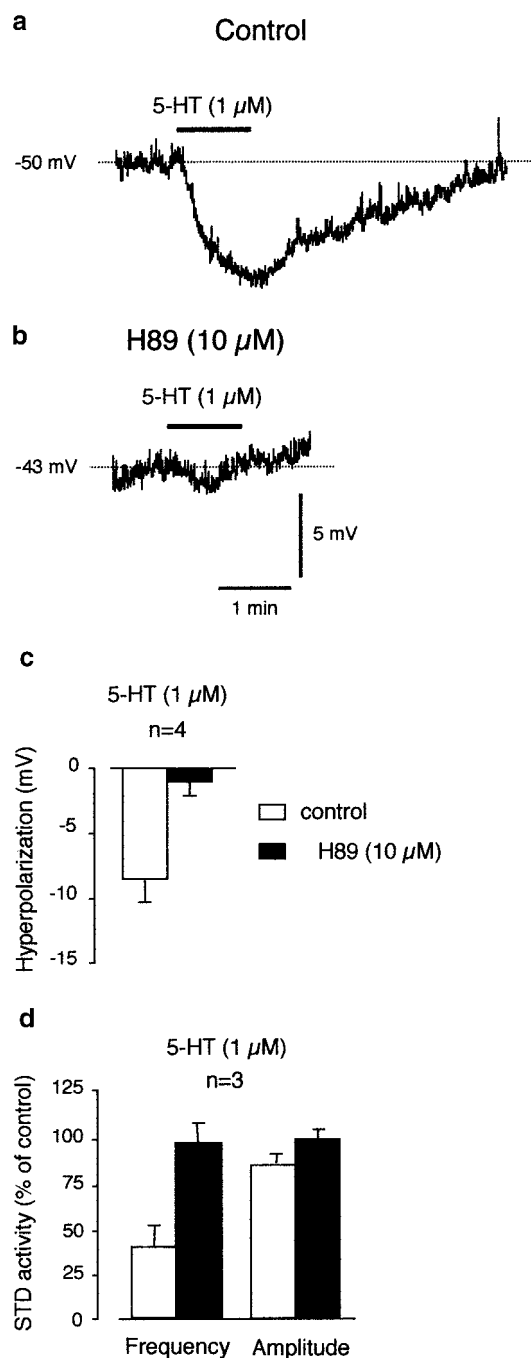 a
Control
5-HT (1 µM)
-50 mV
b
H89 (10 µM)
5-HT (1 µM)
-43 mV
5 mV
1 min
c
5-HT (1 µM)
n=4
Hyperpolarization (mV)
0
-5
-10
-15
control
H89 (10 µM)
d
5-HT (1 µM)
n=3
STD activity (% of control)
125
100
75
50
25
0
Frequency
Amplitude